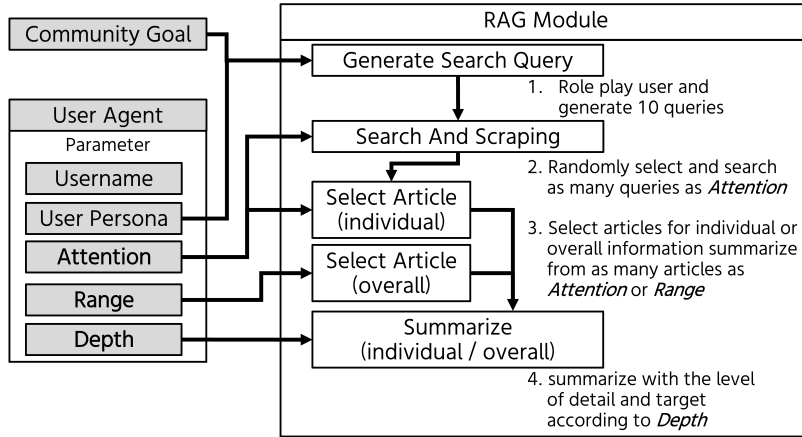 Community Goal
User Agent
Parameter
Username
User Persona
Attention
Range
Depth
RAG Module
Generate Search Query
1. Role play user and
generate 10 queries
Search And Scraping
2. Randomly select and search
as many queries as Attention
Select Article
(individual)
3. Select articles for individual or
overall information summarize
from as many articles as
Attention or Range
Select Article
(overall)
Summarize
(individual / overall)
4. summarize with the level
of detail and target
according to Depth